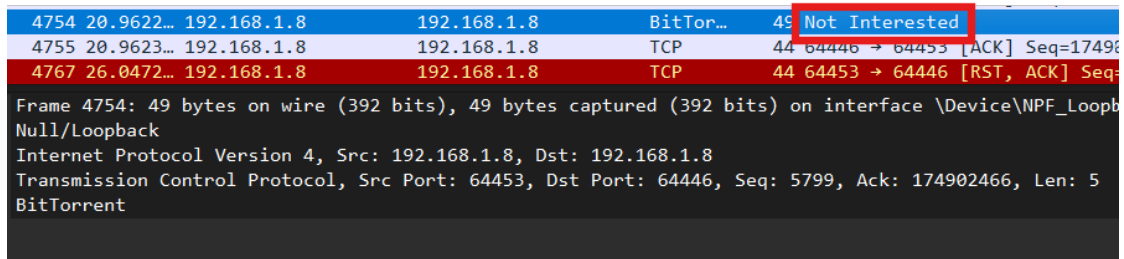 4754 20.9622… 192.168.1.8 192.168.1.8 BitTor… 49 Not Interested
4755 20.9623… 192.168.1.8 192.168.1.8 TCP 44 64446 → 64453 [ACK] Seq=1749
4767 26.0472… 192.168.1.8 192.168.1.8 TCP 44 64453 → 64446 [RST, ACK] Seq=
Frame 4754: 49 bytes on wire (392 bits), 49 bytes captured (392 bits) on interface \Device\NPF_Loopb
Null/Loopback
Internet Protocol Version 4, Src: 192.168.1.8, Dst: 192.168.1.8
Transmission Control Protocol, Src Port: 64453, Dst Port: 64446, Seq: 5799, Ack: 174902466, Len: 5
BitTorrent